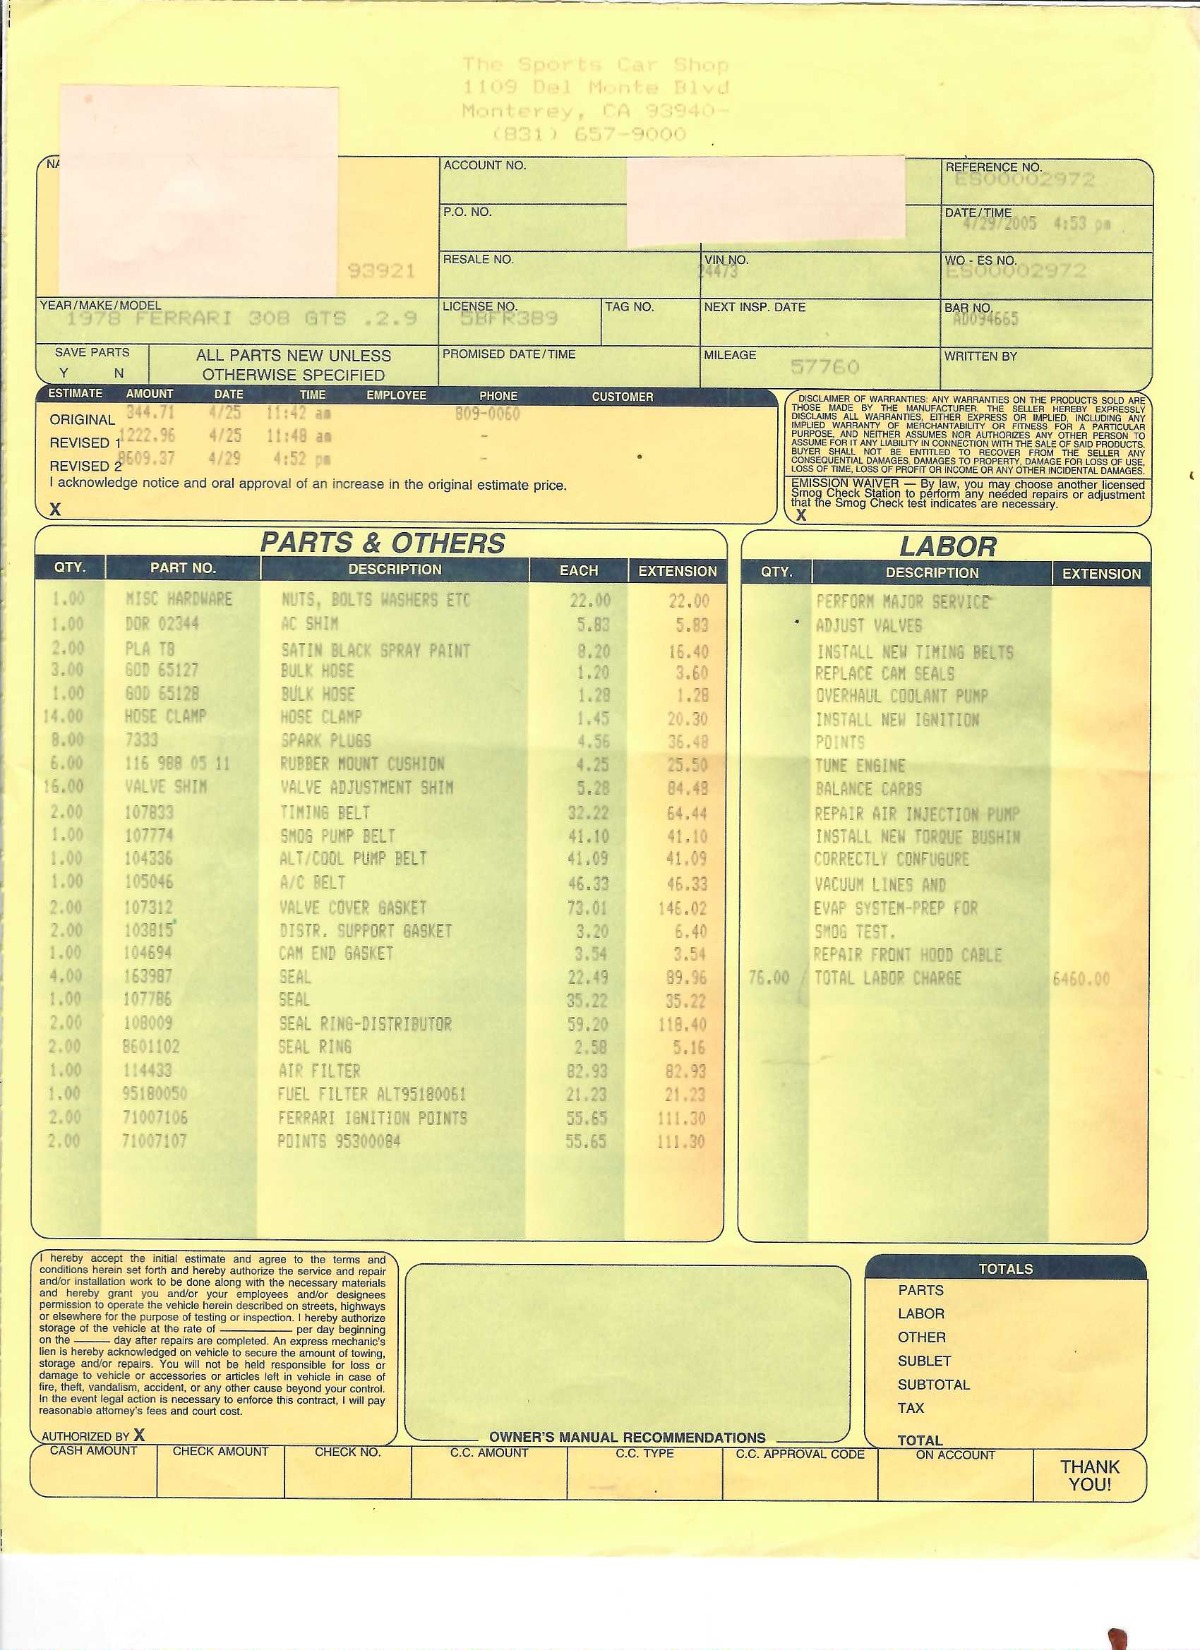 The Sports Car Shop
1109 Del Monte Blvd
Monterey, CA 93940-
(831) 657-9000
NA
93921
ACCOUNT NO.
P.O. NO.
RESALE NO.
VIN NO.
24473
REFERENCE NO.
ES00002972
DATE/TIME
4/29/2005 4:53 pm
WO - ES NO.
ES00002972
YEAR/MAKE/MODEL
1978 FERRARI 308 GTS .2.9
LICENSE NO.
5BFR389
TAG NO.
NEXT INSP. DATE
BAR NO.
AD094665
SAVE PARTS
Y N
ALL PARTS NEW UNLESS
OTHERWISE SPECIFIED
PROMISED DATE/TIME
MILEAGE
57760
WRITTEN BY
ESTIMATE AMOUNT DATE TIME EMPLOYEE PHONE CUSTOMER
ORIGINAL 344.71 4/25 11:42 am 809-0060
REVISED 1 1222.96 4/25 11:48 am -
REVISED 2 8609.37 4/29 4:52 pm -
I acknowledge notice and oral approval of an increase in the original estimate price.
X
DISCLAIMER OF WARRANTIES: ANY WARRANTIES ON THE PRODUCTS SOLD ARE
THOSE MADE BY THE MANUFACTURER. THE SELLER HEREBY EXPRESSLY
DISCLAIMS ALL WARRANTIES, EITHER EXPRESS OR IMPLIED, INCLUDING ANY
IMPLIED WARRANTY OF MERCHANTABILITY OR FITNESS FOR A PARTICULAR
PURPOSE, AND NEITHER ASSUMES NOR AUTHORIZES ANY OTHER PERSON TO
ASSUME FOR IT ANY LIABILITY IN CONNECTION WITH THE SALE OF SAID PRODUCTS.
BUYER SHALL NOT BE ENTITLED TO RECOVER FROM THE SELLER ANY
CONSEQUENTIAL DAMAGES, DAMAGES TO PROPERTY, DAMAGE FOR LOSS OF USE,
LOSS OF TIME, LOSS OF PROFIT OR INCOME OR ANY OTHER INCIDENTAL DAMAGES.
EMISSION WAIVER — By law, you may choose another licensed
Smog Check Station to perform any needed repairs or adjustment
that the Smog Check test indicates are necessary.
X
PARTS & OTHERS
QTY. PART NO. DESCRIPTION EACH EXTENSION
1.00 MISC HARDWARE NUTS, BOLTS WASHERS ETC 22.00 22.00
1.00 DOR 02344 AC SHIM 5.83 5.83
2.00 PLA T8 SATIN BLACK SPRAY PAINT 8.20 16.40
3.00 GOD 65127 BULK HOSE 1.20 3.60
1.00 GOD 65128 BULK HOSE 1.28 1.28
14.00 HOSE CLAMP HOSE CLAMP 1.45 20.30
8.00 7333 SPARK PLUGS 4.56 36.48
6.00 116 988 05 11 RUBBER MOUNT CUSHION 4.25 25.50
16.00 VALVE SHIM VALVE ADJUSTMENT SHIM 5.28 84.48
2.00 107833 TIMING BELT 32.22 64.44
1.00 107774 SMOG PUMP BELT 41.10 41.10
1.00 104336 ALT/COOL PUMP BELT 41.09 41.09
1.00 105046 A/C BELT 46.33 46.33
2.00 107312 VALVE COVER GASKET 73.01 146.02
2.00 103815 DISTR. SUPPORT GASKET 3.20 6.40
1.00 104694 CAM END GASKET 3.54 3.54
4.00 163987 SEAL 22.49 89.96
1.00 107786 SEAL 35.22 35.22
2.00 108009 SEAL RING-DISTRIBUTOR 59.20 118.40
2.00 8601102 SEAL RING 2.58 5.16
1.00 114433 AIR FILTER 82.93 82.93
1.00 95180050 FUEL FILTER ALT95180061 21.23 21.23
2.00 71007106 FERRARI IGNITION POINTS 55.65 111.30
2.00 71007107 POINTS 95300084 55.65 111.30
LABOR
QTY. DESCRIPTION EXTENSION
PERFORM MAJOR SERVICE
ADJUST VALVES
INSTALL NEW TIMING BELTS
REPLACE CAM SEALS
OVERHAUL COOLANT PUMP
INSTALL NEW IGNITION
POINTS
TUNE ENGINE
BALANCE CARBS
REPAIR AIR INJECTION PUMP
INSTALL NEW TORQUE BUSHIN
CORRECTLY CONFUGURE
VACUUM LINES AND
EVAP SYSTEM-PREP FOR
SMOG TEST.
REPAIR FRONT HOOD CABLE
76.00 TOTAL LABOR CHARGE 6460.00
I hereby accept the initial estimate and agree to the terms and
conditions herein set forth and hereby authorize the service and repair
and/or installation work to be done along with the necessary materials
and hereby grant you and/or your employees and/or designees
permission to operate the vehicle herein described on streets, highways
or elsewhere for the purpose of testing or inspection. I hereby authorize
storage of the vehicle at the rate of ________ per day beginning
on the ____ day after repairs are completed. An express mechanic's
lien is hereby acknowledged on vehicle to secure the amount of towing,
storage and/or repairs. You will not be held responsible for loss or
damage to vehicle or accessories or articles left in vehicle in case of
fire, theft, vandalism, accident, or any other cause beyond your control.
In the event legal action is necessary to enforce this contract, I will pay
reasonable attorney's fees and court cost.
AUTHORIZED BY X
OWNER'S MANUAL RECOMMENDATIONS
TOTALS
PARTS
LABOR
OTHER
SUBLET
SUBTOTAL
TAX
TOTAL
CASH AMOUNT CHECK AMOUNT CHECK NO. C.C. AMOUNT C.C. TYPE C.C. APPROVAL CODE ON ACCOUNT
THANK
YOU!